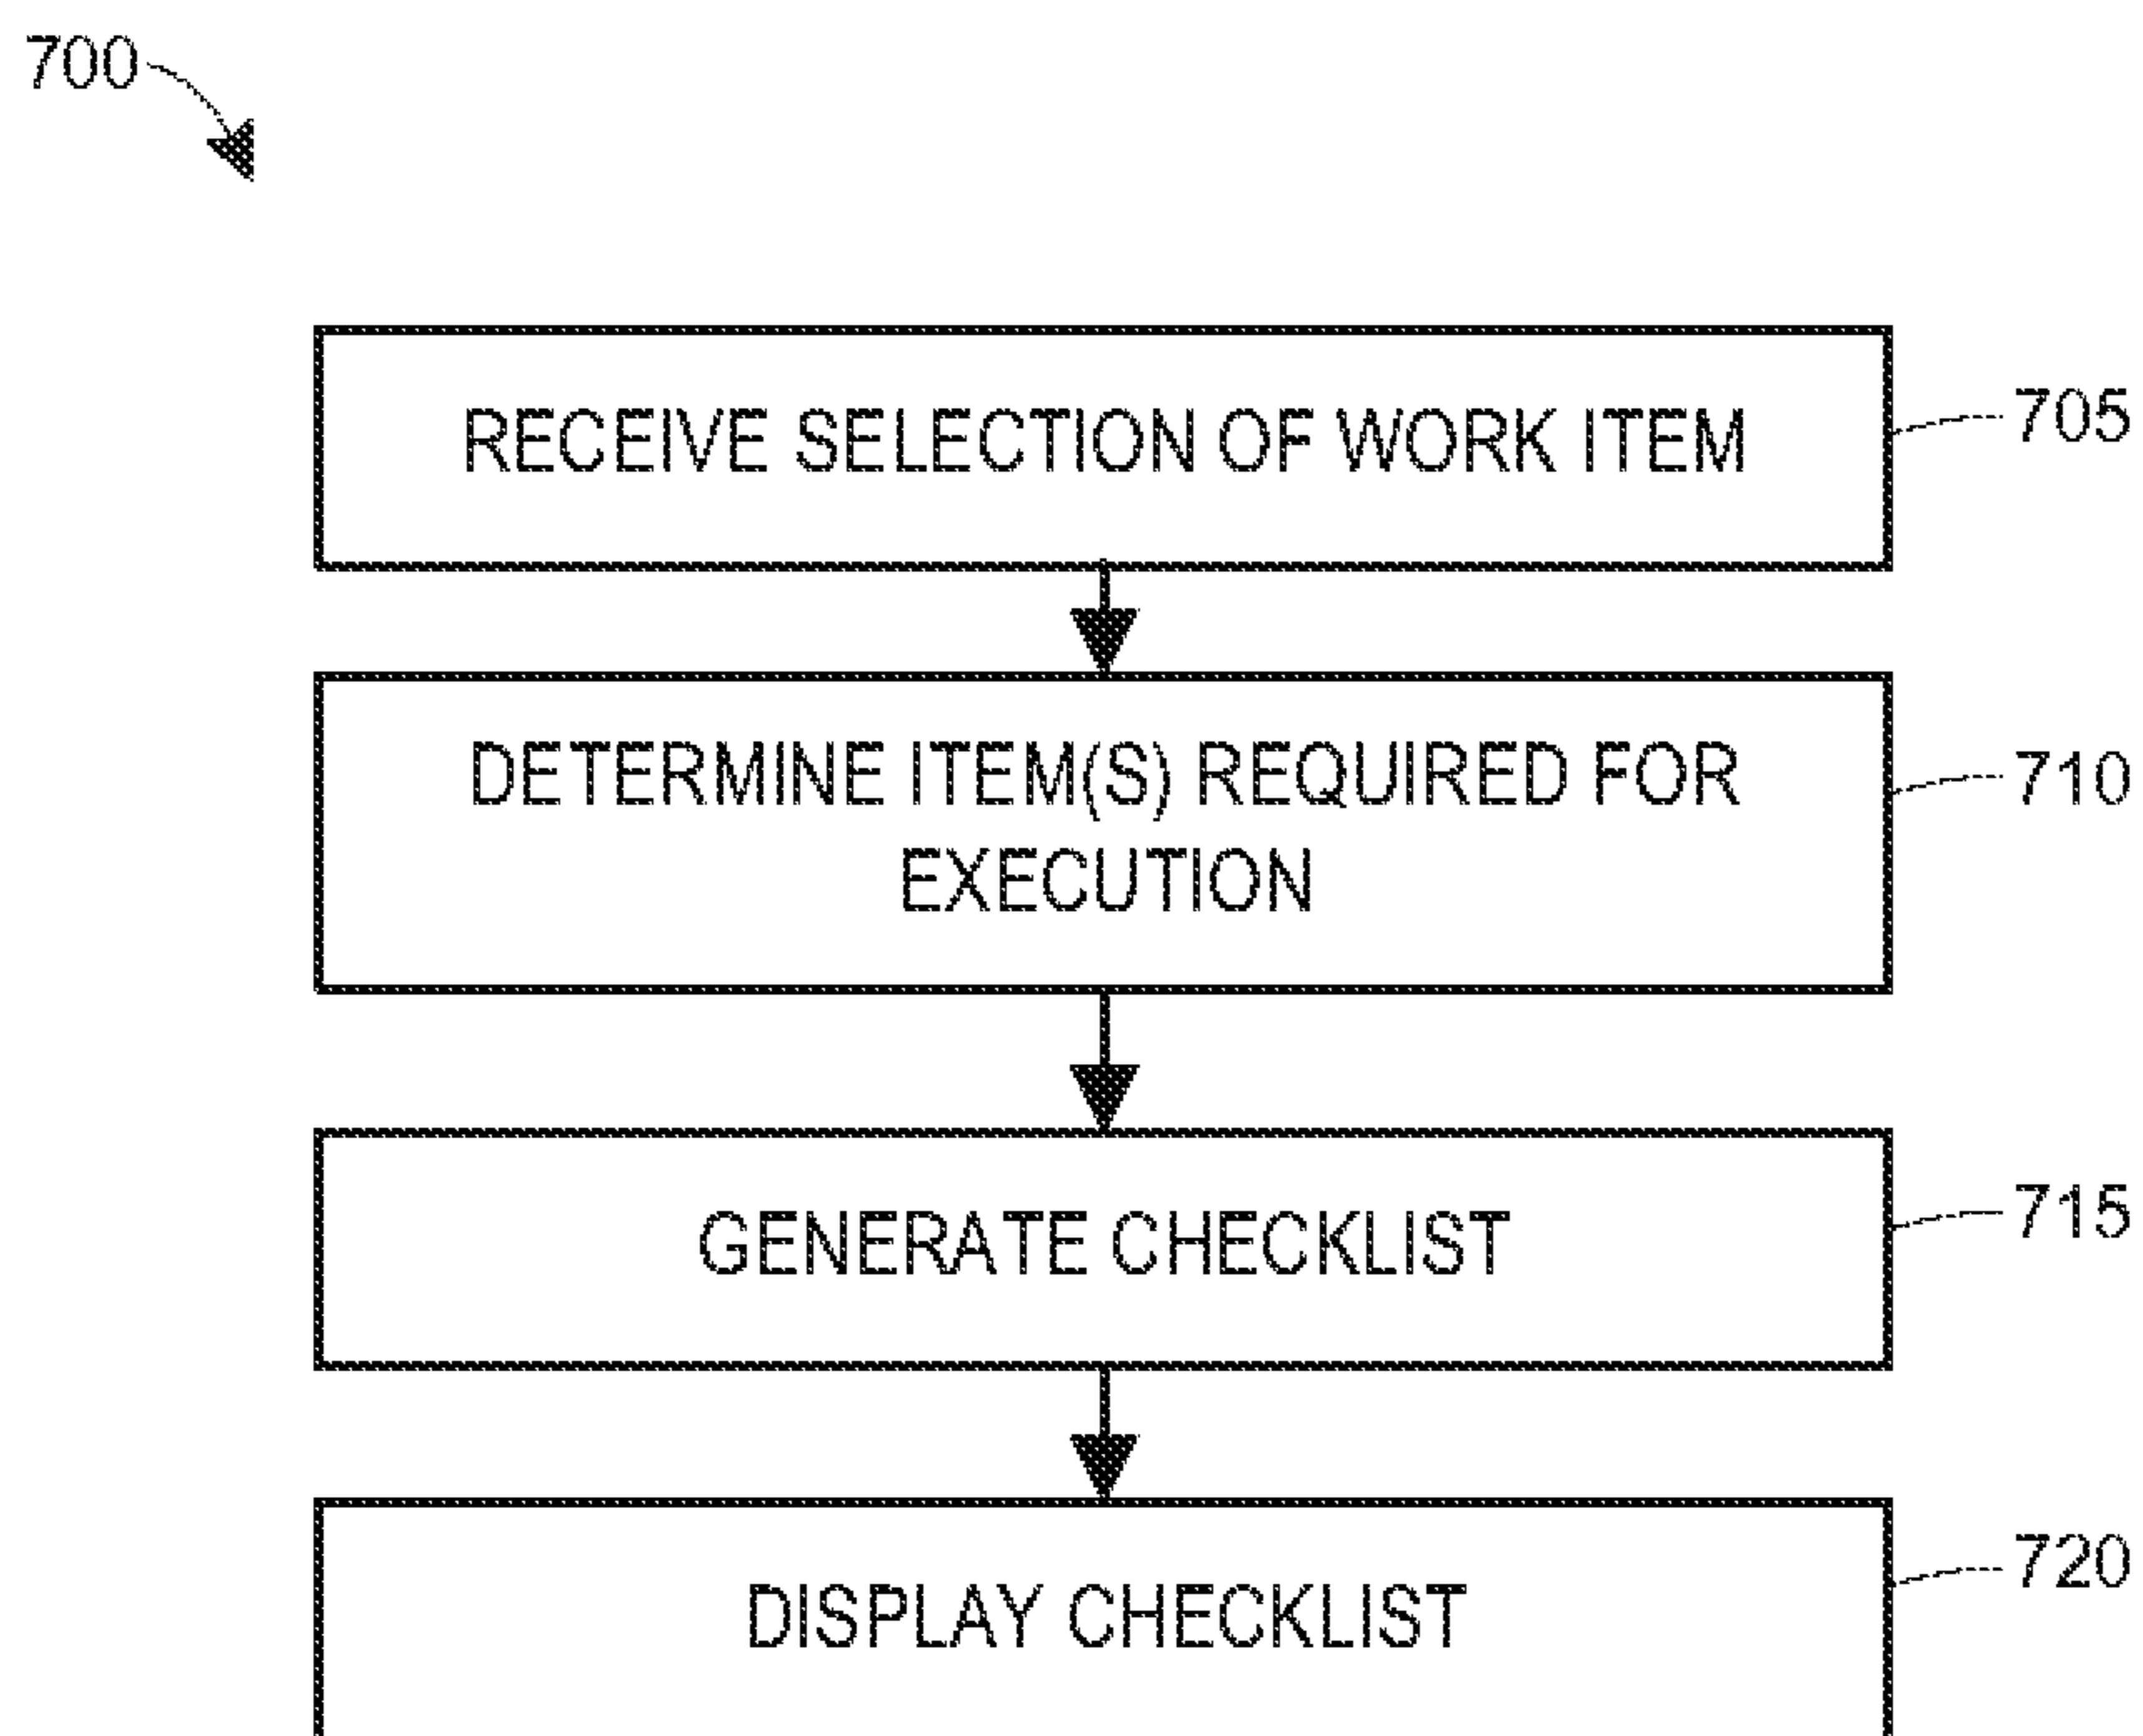 700
RECEIVE SELECTION OF WORK ITEM
705
DETERMINE ITEM(S) REQUIRED FOR
EXECUTION
710
GENERATE CHECKLIST
715
DISPLAY CHECKLIST
720